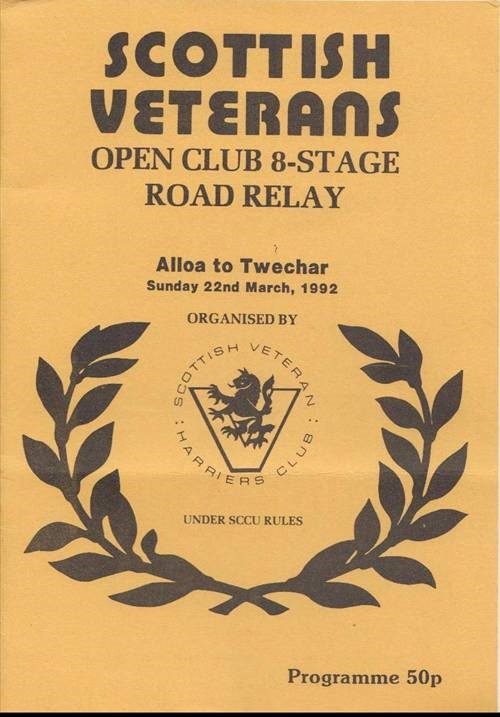 SCOTTISH
VETERANS
OPEN CLUB 8-STAGE
ROAD RELAY
Alloa to Twechar
Sunday 22nd March, 1992
ORGANISED BY
SCOTTISH VETERAN
: HARRIERS CLUB :
UNDER SCCU RULES
Programme 50p